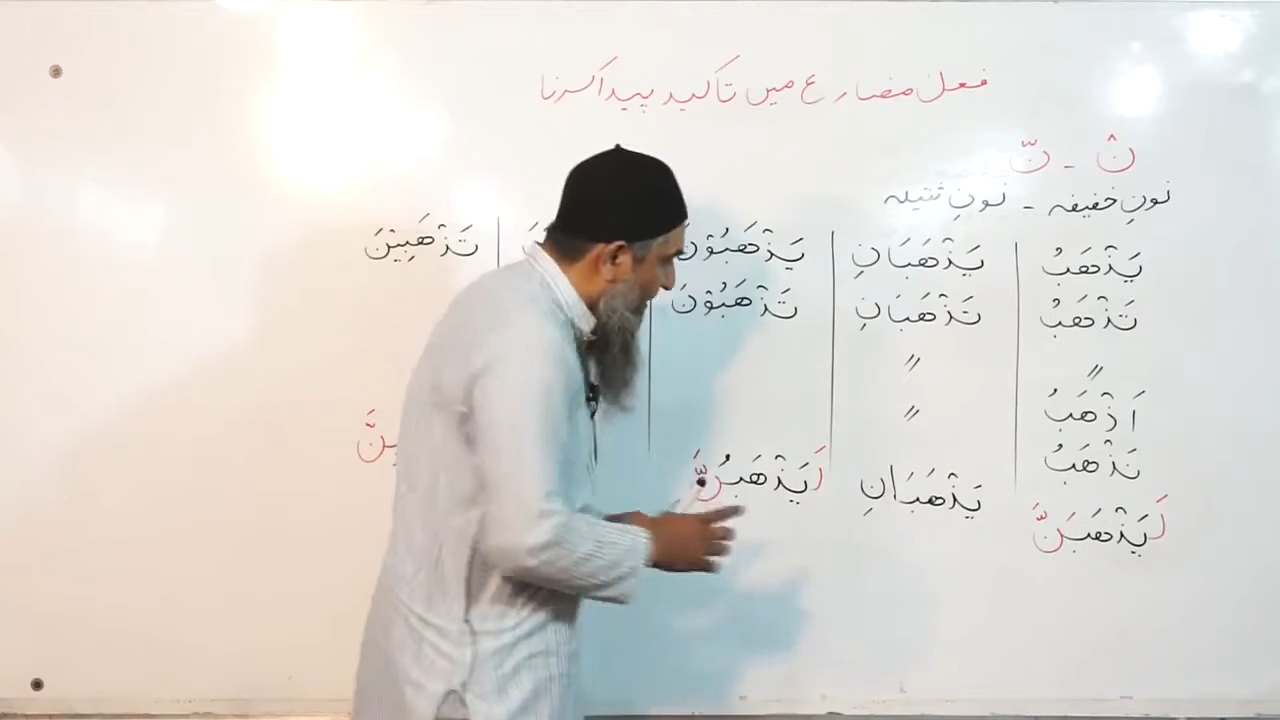 فعل مضارع میں تاکید پیدا کرنا
نْ - نّ
نونِ خفیفہ - نونِ ثقیلہ
يَذْهَبُ | يَذْهَبَانِ | يَذْهَبُوْنَ | تَذْهَبِيْنَ
تَذْهَبُ | تَذْهَبَانِ | تَذْهَبُوْنَ
〃 〃
اَذْهَبُ 〃
نَذْهَبُ
لَيَذْهَبَنَّ يَذْهَبَانِ لَيَذْهَبُنَّ